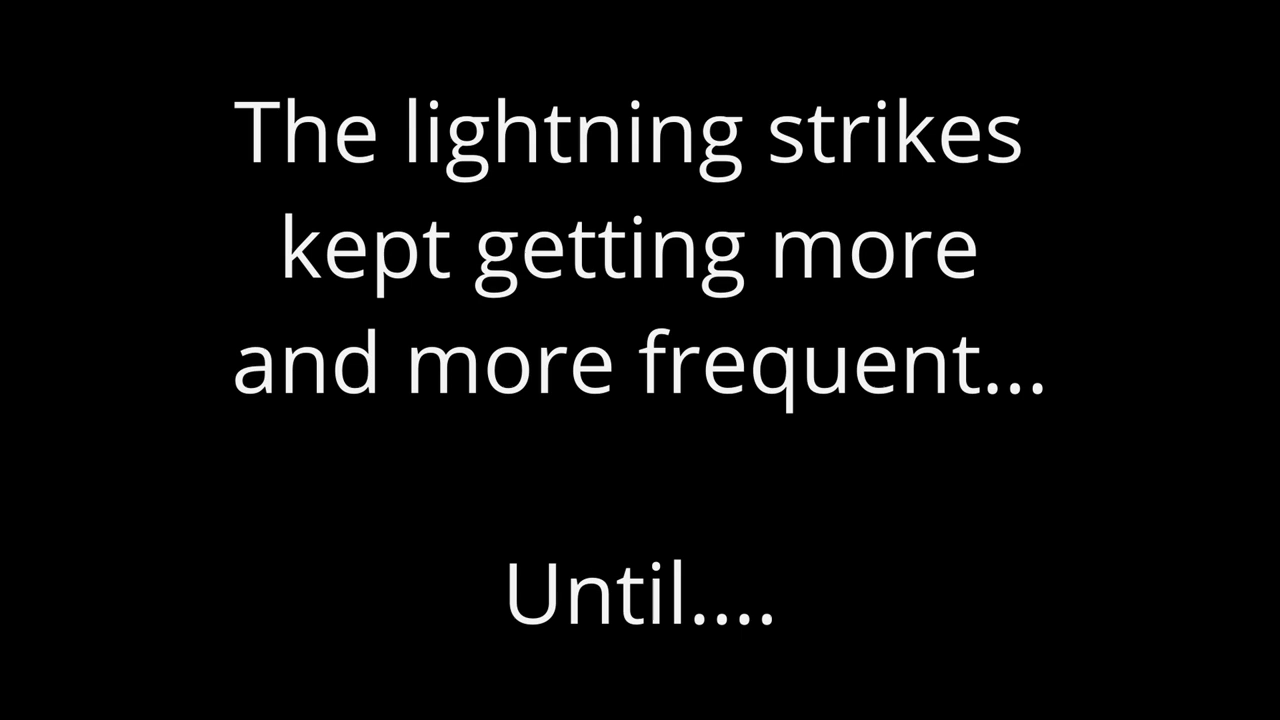 The lightning strikes
kept getting more
and more frequent...
Until....